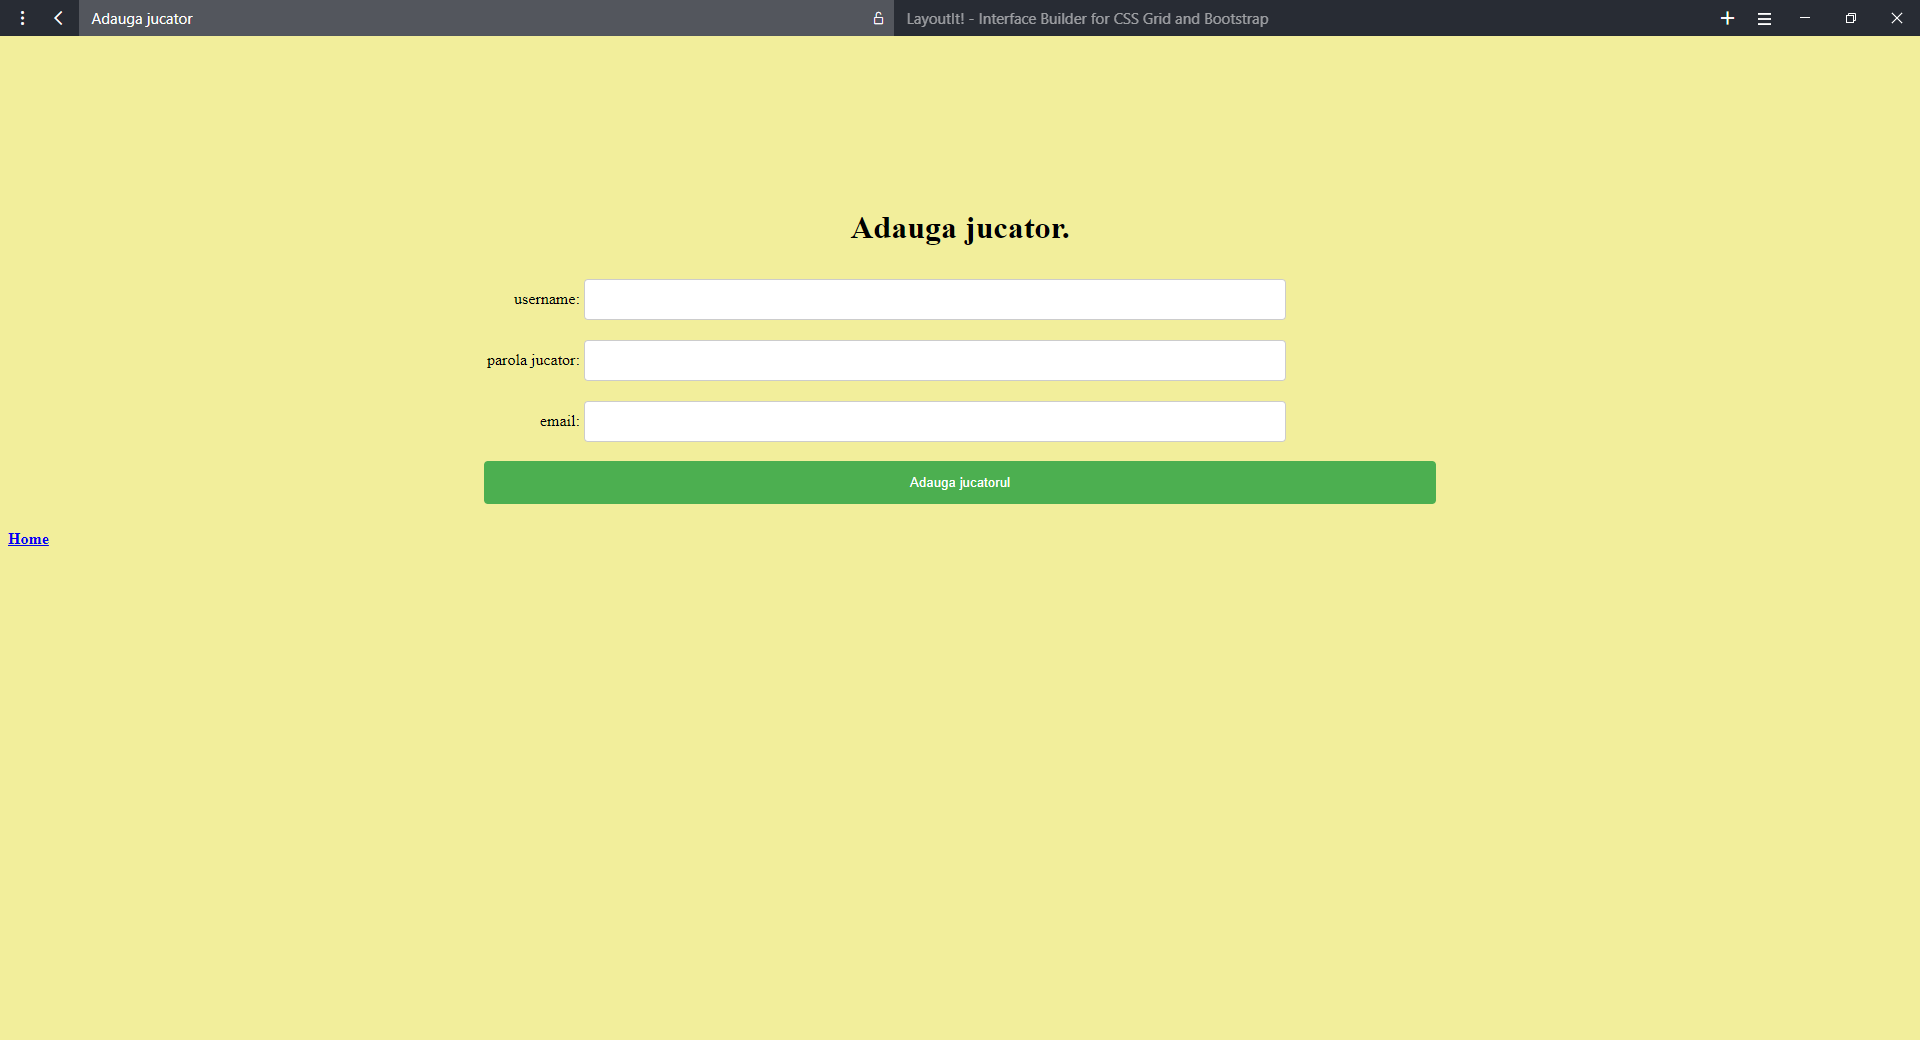 Adauga jucator
LayoutIt! - Interface Builder for CSS Grid and Bootstrap
Adauga jucator.
username:
parola jucator:
email:
Adauga jucatorul
Home